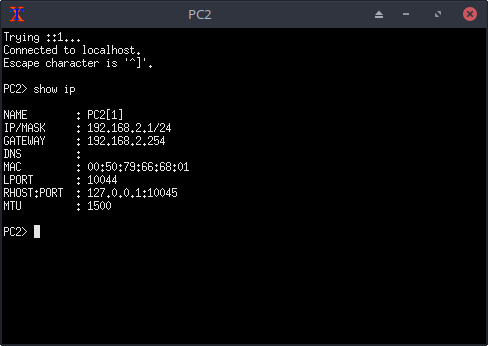 PC2
Trying ::1...
Connected to localhost.
Escape character is '^]'.
PC2> show ip
NAME        : PC2[1]
IP/MASK     : 192.168.2.1/24
GATEWAY     : 192.168.2.254
DNS         :
MAC         : 00:50:79:66:68:01
LPORT       : 10044
RHOST:PORT  : 127.0.0.1:10045
MTU         : 1500
PC2>